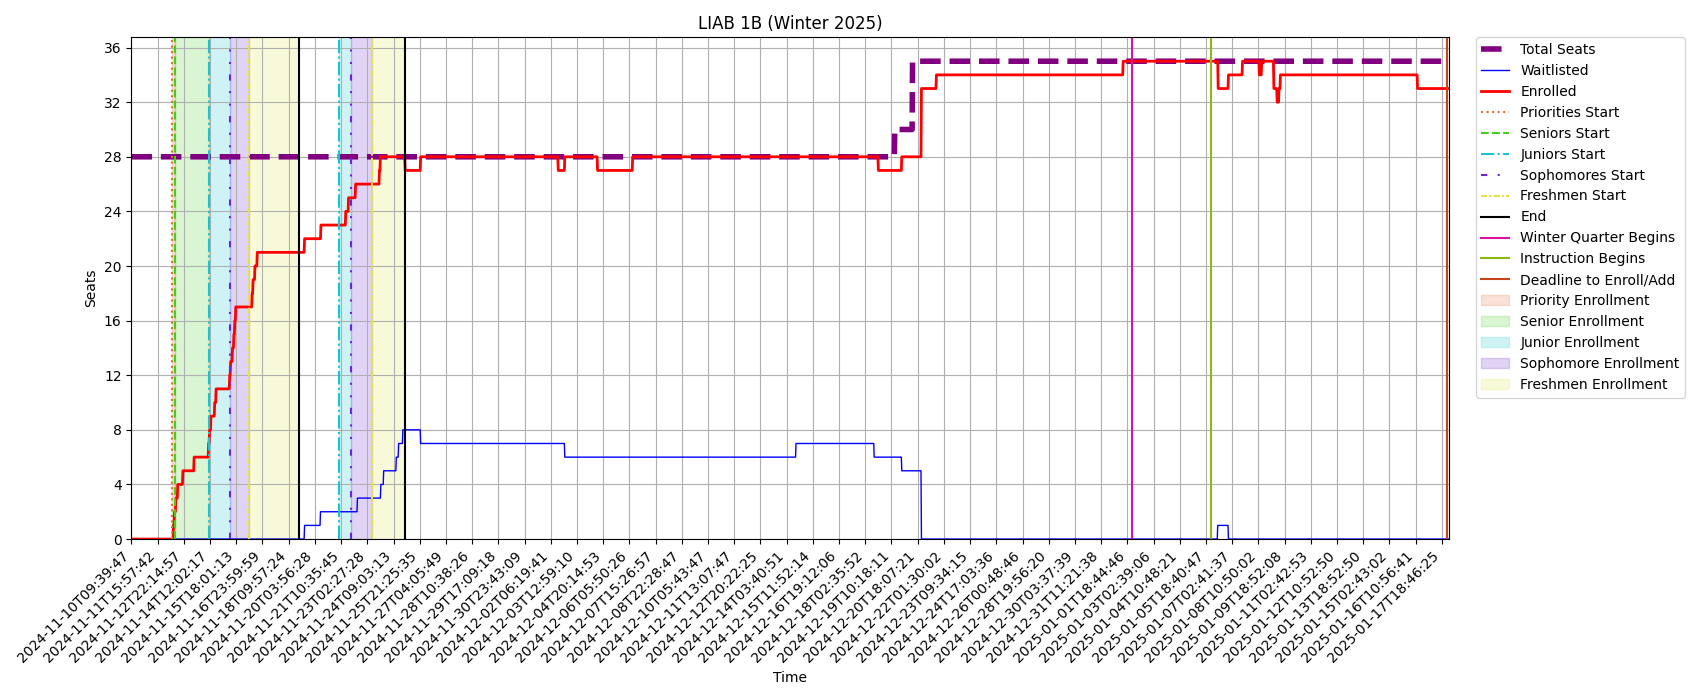 LIAB 1B (Winter 2025)
Seats
36
32
28
24
20
16
12
8
4
0
2024-11-10T09:39:47
2024-11-11T15:57:42
2024-11-12T22:14:57
2024-11-14T12:02:17
2024-11-15T18:01:13
2024-11-16T23:59:59
2024-11-18T09:57:24
2024-11-20T03:56:28
2024-11-21T10:35:45
2024-11-23T02:27:28
2024-11-24T09:03:13
2024-11-25T21:25:35
2024-11-27T04:05:49
2024-11-28T10:38:26
2024-11-29T17:09:18
2024-11-30T23:43:09
2024-12-02T06:19:41
2024-12-03T12:59:10
2024-12-04T20:14:53
2024-12-06T05:50:26
2024-12-07T15:26:57
2024-12-08T22:28:47
2024-12-10T05:43:47
2024-12-11T13:07:47
2024-12-12T20:22:25
2024-12-14T03:40:51
2024-12-15T11:52:14
2024-12-16T19:12:06
2024-12-18T02:35:52
2024-12-19T10:18:11
2024-12-20T18:07:21
2024-12-22T01:30:02
2024-12-23T09:34:15
2024-12-24T17:03:36
2024-12-26T00:48:46
2024-12-28T19:56:20
2024-12-30T03:37:39
2024-12-31T11:21:38
2025-01-01T18:44:46
2025-01-03T02:39:06
2025-01-04T10:48:21
2025-01-05T18:40:47
2025-01-07T02:41:37
2025-01-08T10:50:02
2025-01-09T18:52:08
2025-01-11T02:42:53
2025-01-12T10:52:50
2025-01-13T18:52:50
2025-01-15T02:43:02
2025-01-16T10:56:41
2025-01-17T18:46:25
Time
Total Seats
Waitlisted
Enrolled
Priorities Start
Seniors Start
Juniors Start
Sophomores Start
Freshmen Start
End
Winter Quarter Begins
Instruction Begins
Deadline to Enroll/Add
Priority Enrollment
Senior Enrollment
Junior Enrollment
Sophomore Enrollment
Freshmen Enrollment